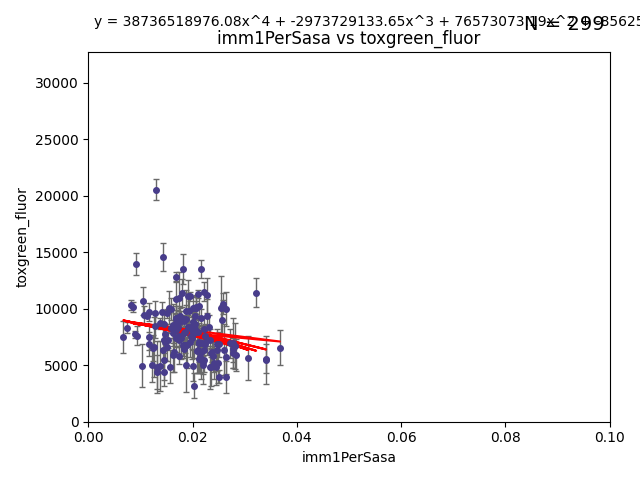 y = 38736518976.08x^4 + -2973729133.65x^3 + 76573073
N = 299
imm1PerSasa vs toxgreen_fluor
30000
25000
20000
15000
10000
5000
0
toxgreen_fluor
0.00
0.02
0.04
0.06
0.08
0.10
imm1PerSasa